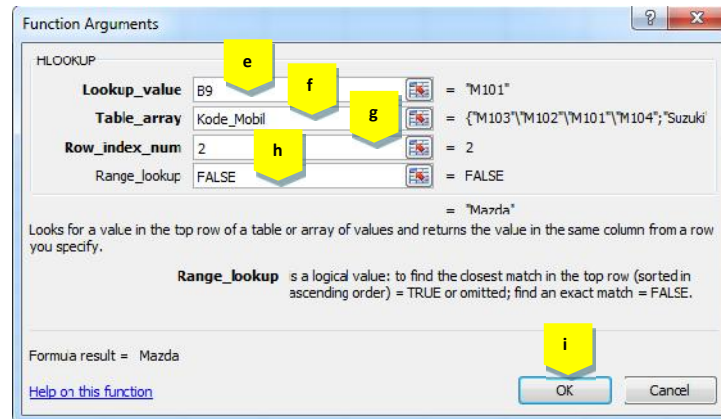 Function Arguments
HLOOKUP
e
Lookup_value B9 = "M101"
f
Table_array Kode_Mobil = {"M103"\"M102"\"M101"\"M104";"Suzuki'
g
Row_index_num 2 = 2
h
Range_lookup FALSE = FALSE
= "Mazda"
Looks for a value in the top row of a table or array of values and returns the value in the same column from a row
you specify.
Range_lookup is a logical value: to find the closest match in the top row (sorted in
ascending order) = TRUE or omitted; find an exact match = FALSE.
Formula result = Mazda
i
Help on this function OK Cancel